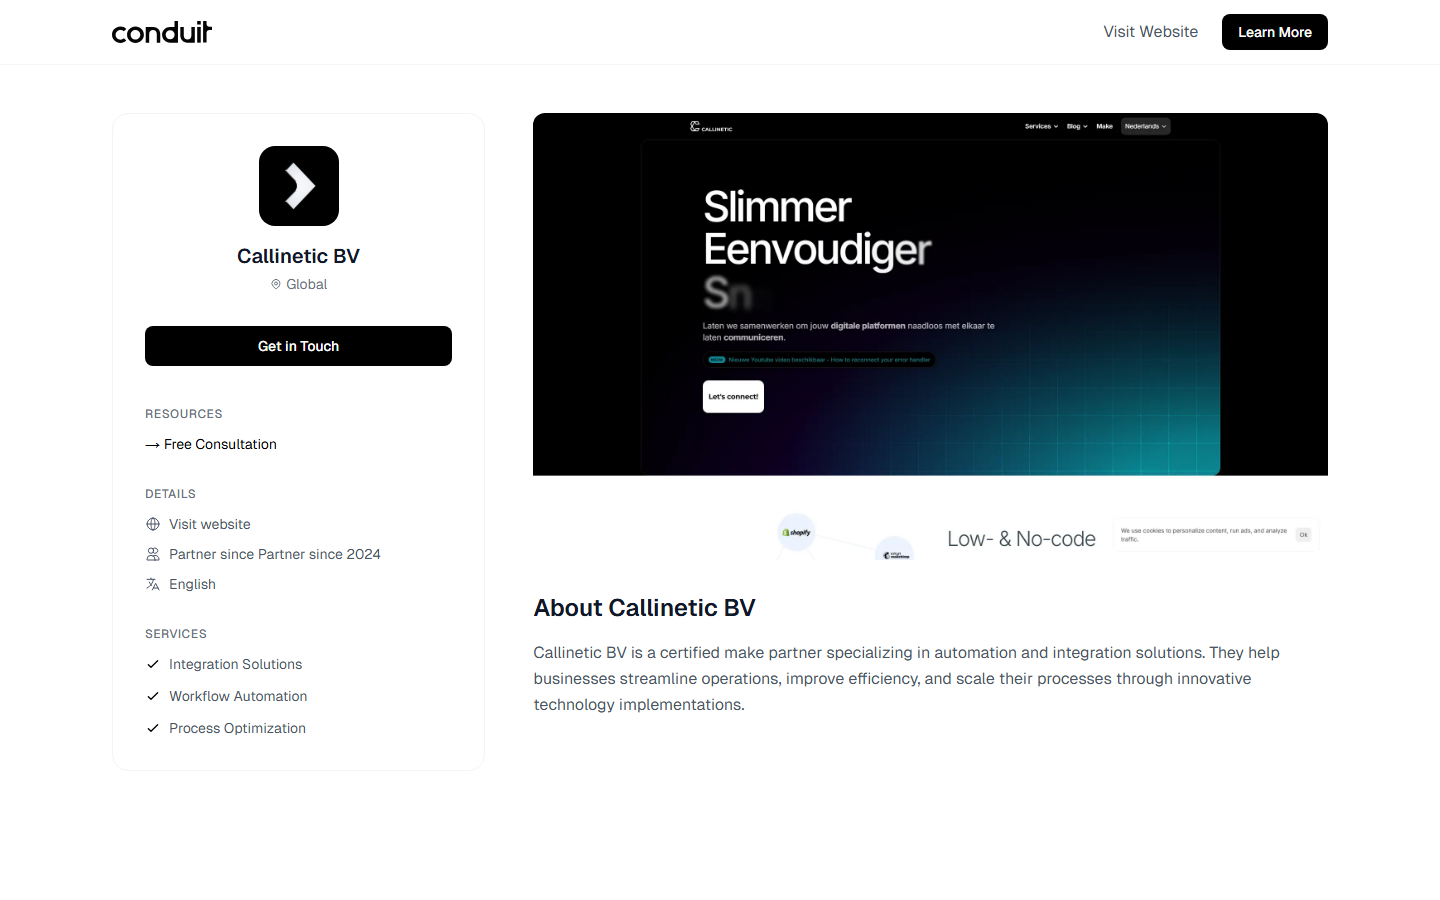 conduit
Visit Website
Learn More
Callinetic BV
Global
Get in Touch
RESOURCES
→ Free Consultation
DETAILS
Visit website
Partner since Partner since 2024
English
SERVICES
Integration Solutions
Workflow Automation
Process Optimization
CALLINETIC
Services
Blog
Make
Nederlands
Slimmer
Eenvoudiger
Sn
Laten we samenwerken om jouw digitale platformen naadloos met elkaar te
laten communiceren.
Nieuwe Youtube video beschikbaar - How to reconnect your error handler
Let's connect!
shopify
Low- & No-code
We use cookies to personalize content, run ads, and analyze
traffic.
Ok
About Callinetic BV
Callinetic BV is a certified make partner specializing in automation and integration solutions. They help
businesses streamline operations, improve efficiency, and scale their processes through innovative
technology implementations.